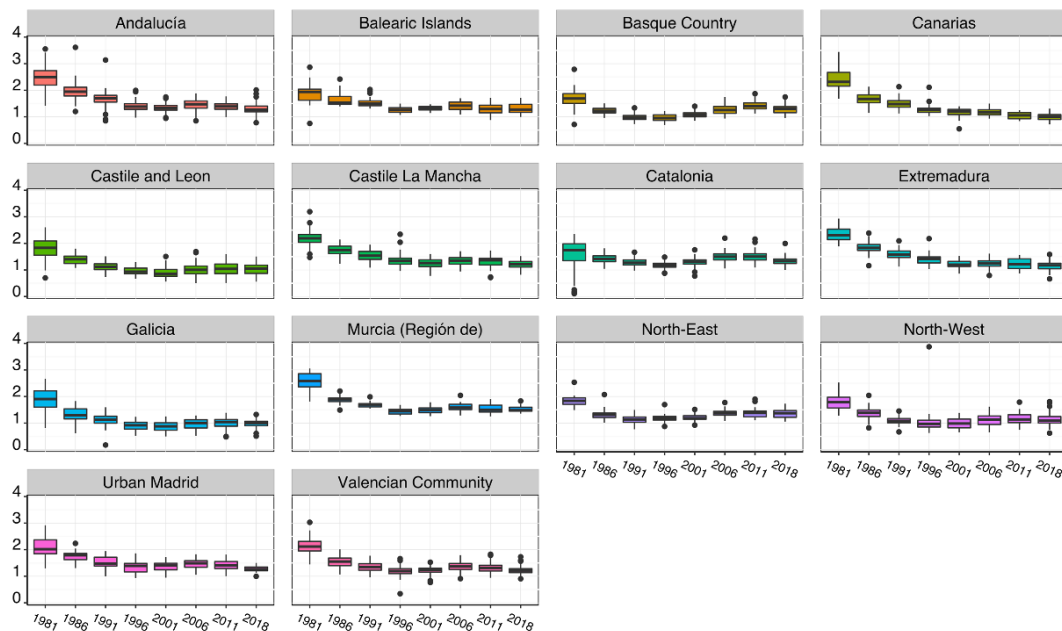 Andalucía
Balearic Islands
Basque Country
Canarias
4
3
2
1
0
Castile and Leon
Castile La Mancha
Catalonia
Extremadura
4
3
2
1
0
Galicia
Murcia (Región de)
North-East
North-West
4
3
2
1
0
1981 1986 1991 1996 2001 2006 2011 2018
1981 1986 1991 1996 2001 2006 2011 2018
Urban Madrid
Valencian Community
4
3
2
1
0
1981 1986 1991 1996 2001 2006 2011 2018
1981 1986 1991 1996 2001 2006 2011 2018